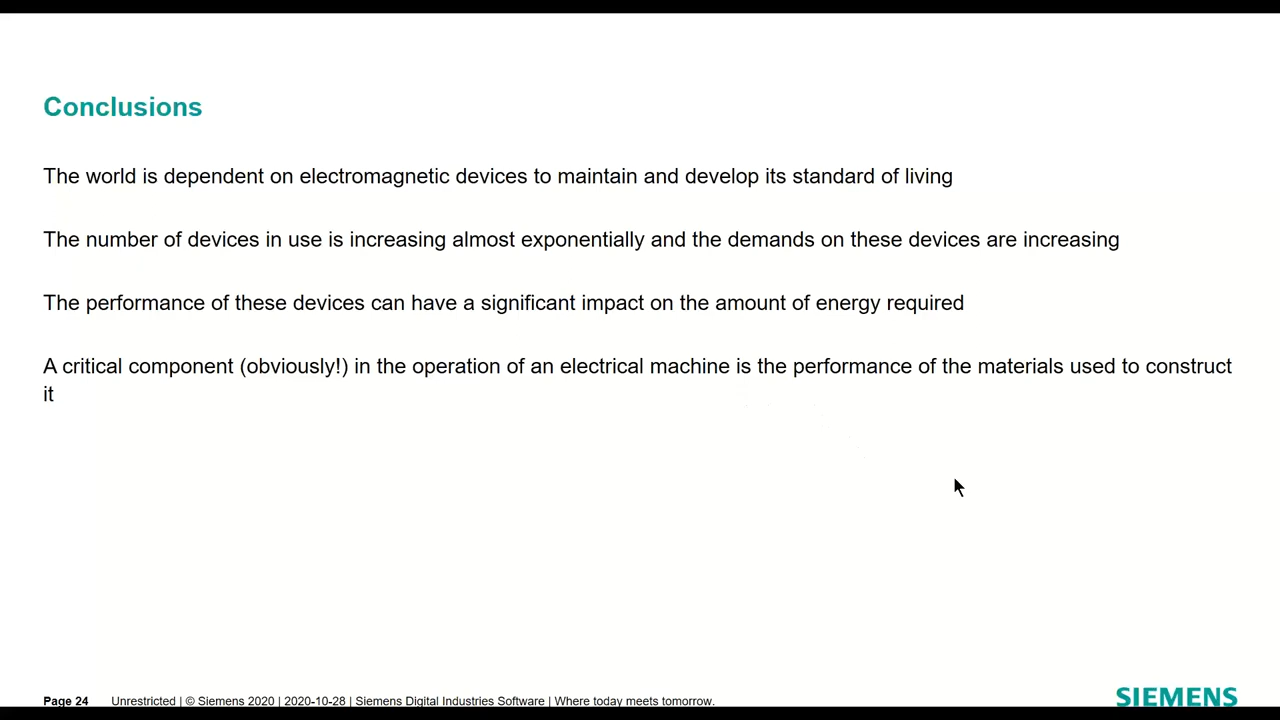 Conclusions
The world is dependent on electromagnetic devices to maintain and develop its standard of living
The number of devices in use is increasing almost exponentially and the demands on these devices are increasing
The performance of these devices can have a significant impact on the amount of energy required
A critical component (obviously!) in the operation of an electrical machine is the performance of the materials used to construct
it
Page 24 Unrestricted | © Siemens 2020 | 2020-10-28 | Siemens Digital Industries Software | Where today meets tomorrow.
SIEMENS